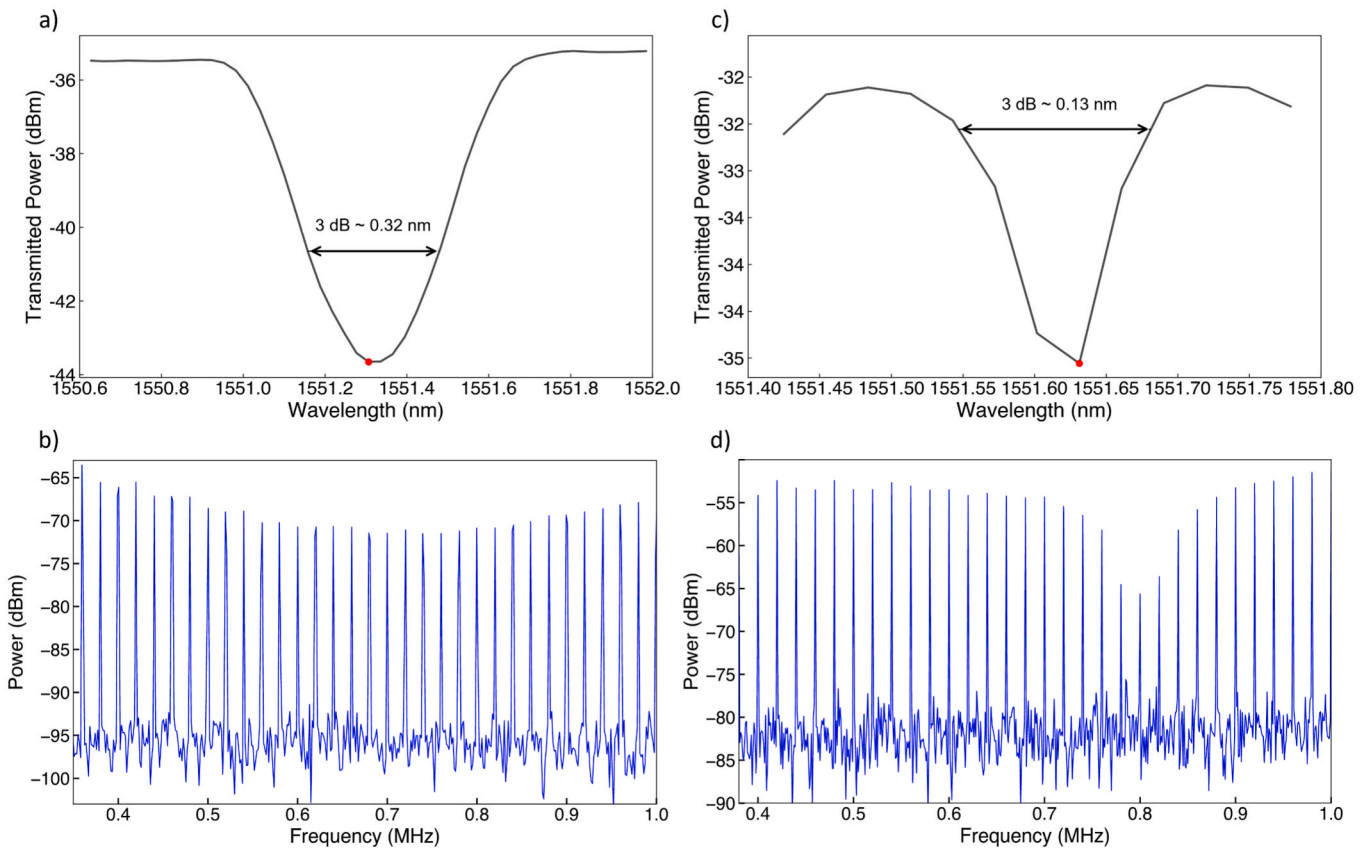 a)
-36
-38
-40
-42
-44
Transmitted Power (dBm)
3 dB ~ 0.32 nm
1550.6 1550.8 1551.0 1551.2 1551.4 1551.6 1551.8 1552.0
Wavelength (nm)
c)
-32
-32
-33
-34
-34
-34
-35
Transmitted Power (dBm)
3 dB ~ 0.13 nm
1551.40 1551.45 1551.50 1551.55 1551.60 1551.65 1551.70 1551.75 1551.80
Wavelength (nm)
b)
−65
−70
−75
−80
−85
−90
−95
−100
Power (dBm)
0.4 0.5 0.6 0.7 0.8 0.9 1.0
Frequency (MHz)
d)
−55
−60
−65
−70
−75
−80
−85
−90
Power (dBm)
0.4 0.5 0.6 0.7 0.8 0.9 1.0
Frequency (MHz)